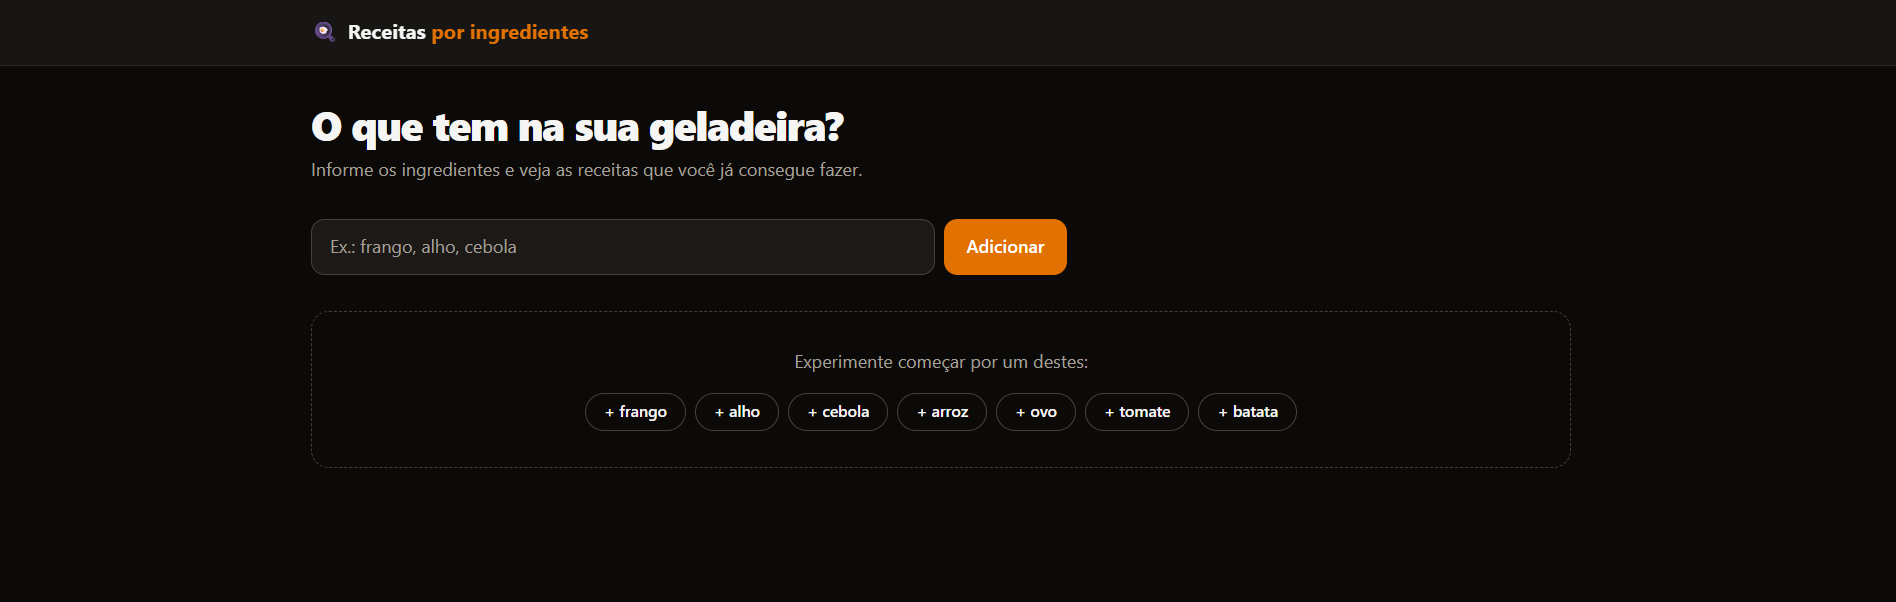 Receitas por ingredientes
O que tem na sua geladeira?
Informe os ingredientes e veja as receitas que você já consegue fazer.
Ex.: frango, alho, cebola
Adicionar
Experimente começar por um destes:
+ frango + alho + cebola + arroz + ovo + tomate + batata